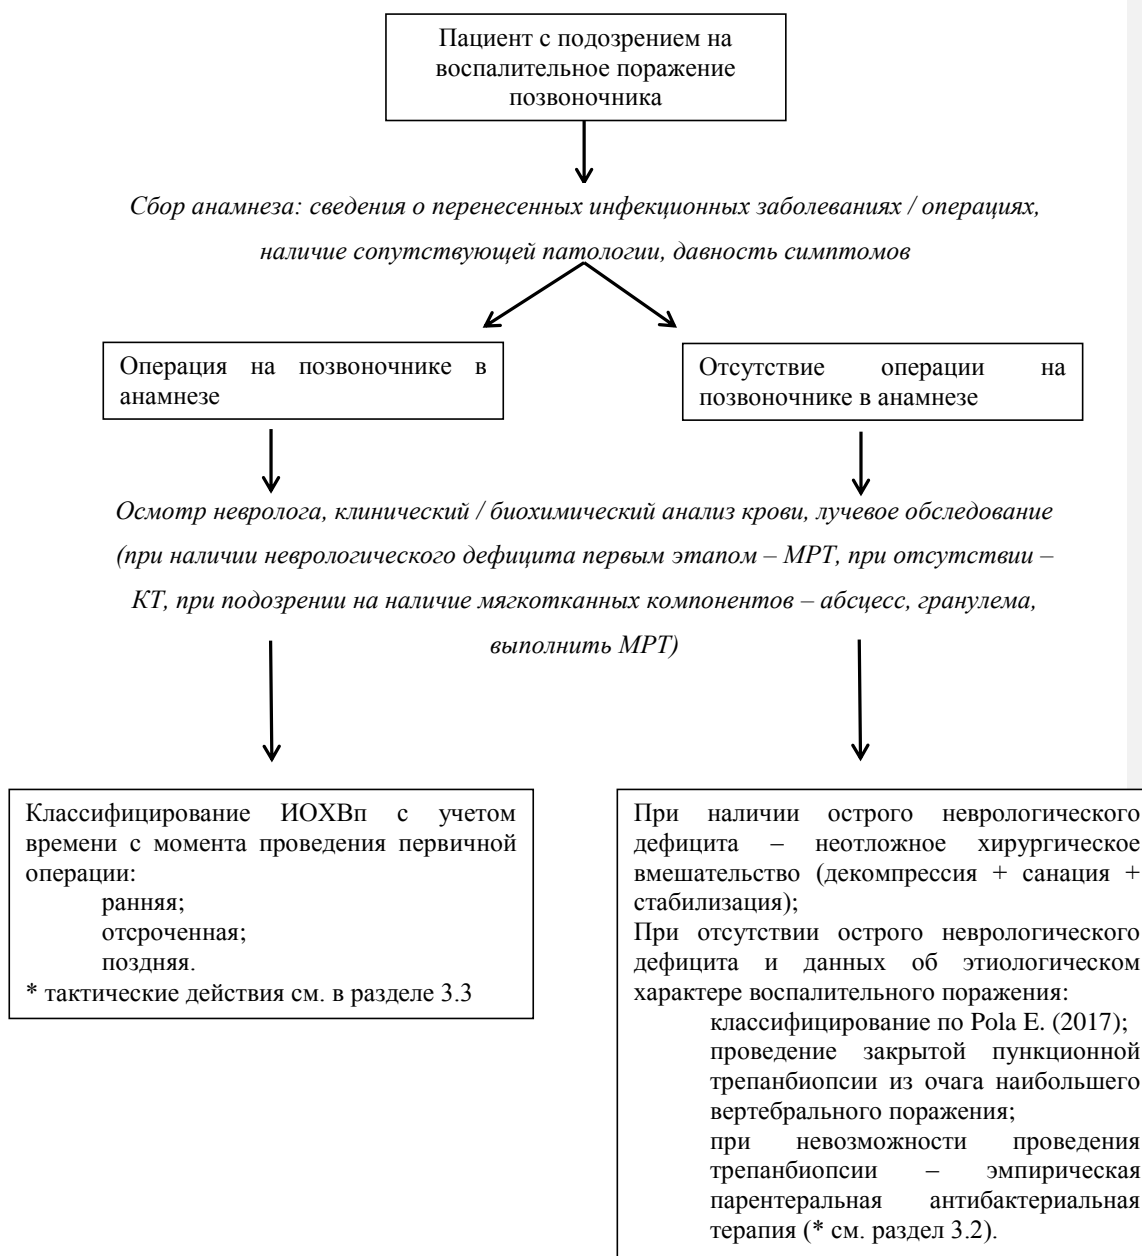 Пациент с подозрением на
воспалительное поражение
позвоночника
Сбор анамнеза: сведения о перенесенных инфекционных заболеваниях / операциях,
наличие сопутствующей патологии, давность симптомов
Операция на позвоночнике в
анамнезе
Отсутствие операции на
позвоночнике в анамнезе
Осмотр невролога, клинический / биохимический анализ крови, лучевое обследование
(при наличии неврологического дефицита первым этапом – МРТ, при отсутствии –
КТ, при подозрении на наличие мягкотканных компонентов – абсцесс, гранулема,
выполнить МРТ)
Классифицирование ИОХВп с учетом
времени с момента проведения первичной
операции:
ранняя;
отсроченная;
поздняя.
* тактические действия см. в разделе 3.3
При наличии острого неврологического
дефицита – неотложное хирургическое
вмешательство (декомпрессия + санация +
стабилизация);
При отсутствии острого неврологического
дефицита и данных об этиологическом
характере воспалительного поражения:
классифицирование по Pola E. (2017);
проведение закрытой пункционной
трепанбиопсии из очага наибольшего
вертебрального поражения;
при невозможности проведения
трепанбиопсии – эмпирическая
парентеральная антибактериальная
терапия (* см. раздел 3.2).